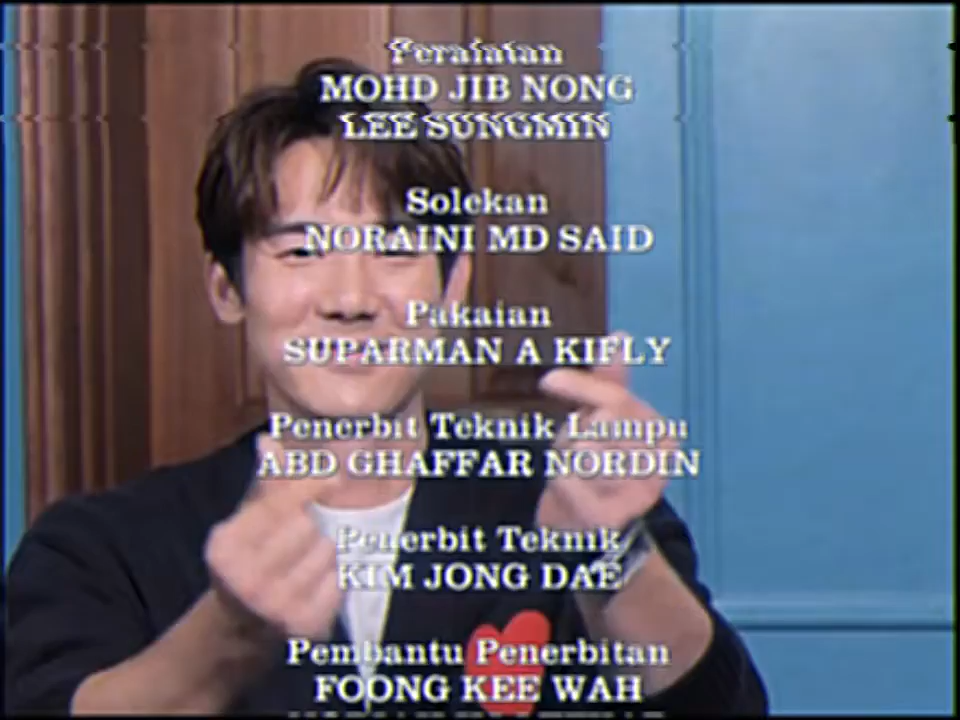 Perafatan
MOHD JIB NONG
LEE SUNGMIN
Solekan
NORAINI MD SAID
Pakaian
SUPARMAN A KIFLY
Penerbit Teknik Lampu
ABD GHAFFAR NORDIN
Penerbit Teknik
KIM JONG DAE
Pembantu Penerbitan
FOONG KEE WAH